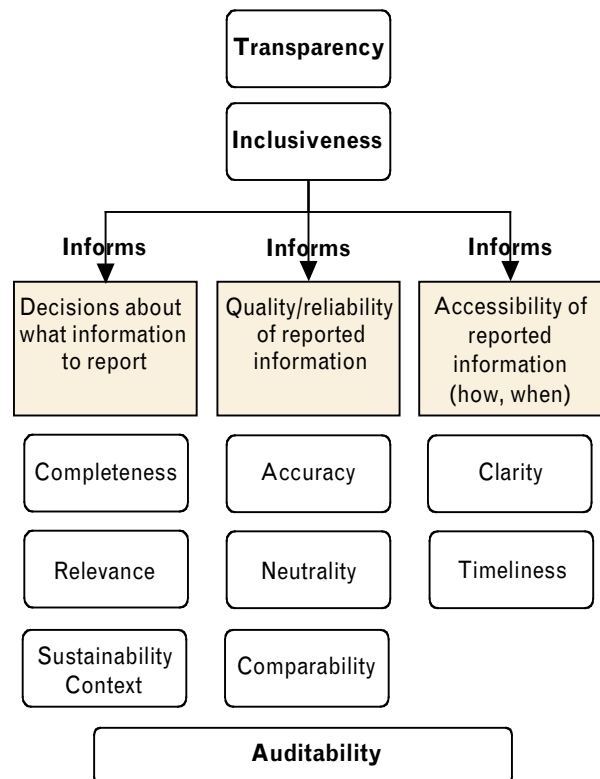 Transparency
Inclusiveness
Informs
Informs
Informs
Decisions about
what information
to report
Quality/reliability
of reported
information
Accessibility of
reported
information
(how, when)
Completeness
Accuracy
Clarity
Relevance
Neutrality
Timeliness
Sustainability
Context
Comparability
Auditability